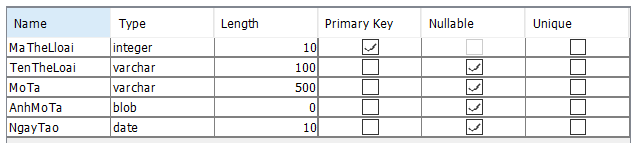 Name Type Length Primary Key Nullable Unique
MaTheLloai integer 10
TenTheLoai varchar 100
MoTa varchar 500
AnhMoTa blob 0
NgayTao date 10